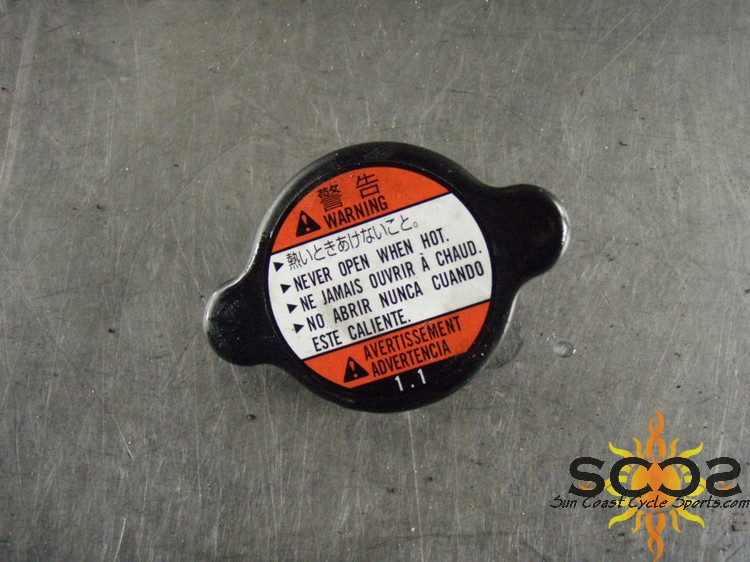 警告
WARNING
▶熱いときあけないこと。
▶NEVER OPEN WHEN HOT.
▶NE JAMAIS OUVRIR À CHAUD.
▶NO ABRIR NUNCA CUANDO
ESTE CALIENTE.
AVERTISSEMENT
ADVERTENCIA
1.1
SCCS
Sun Coast Cycle Sports.com